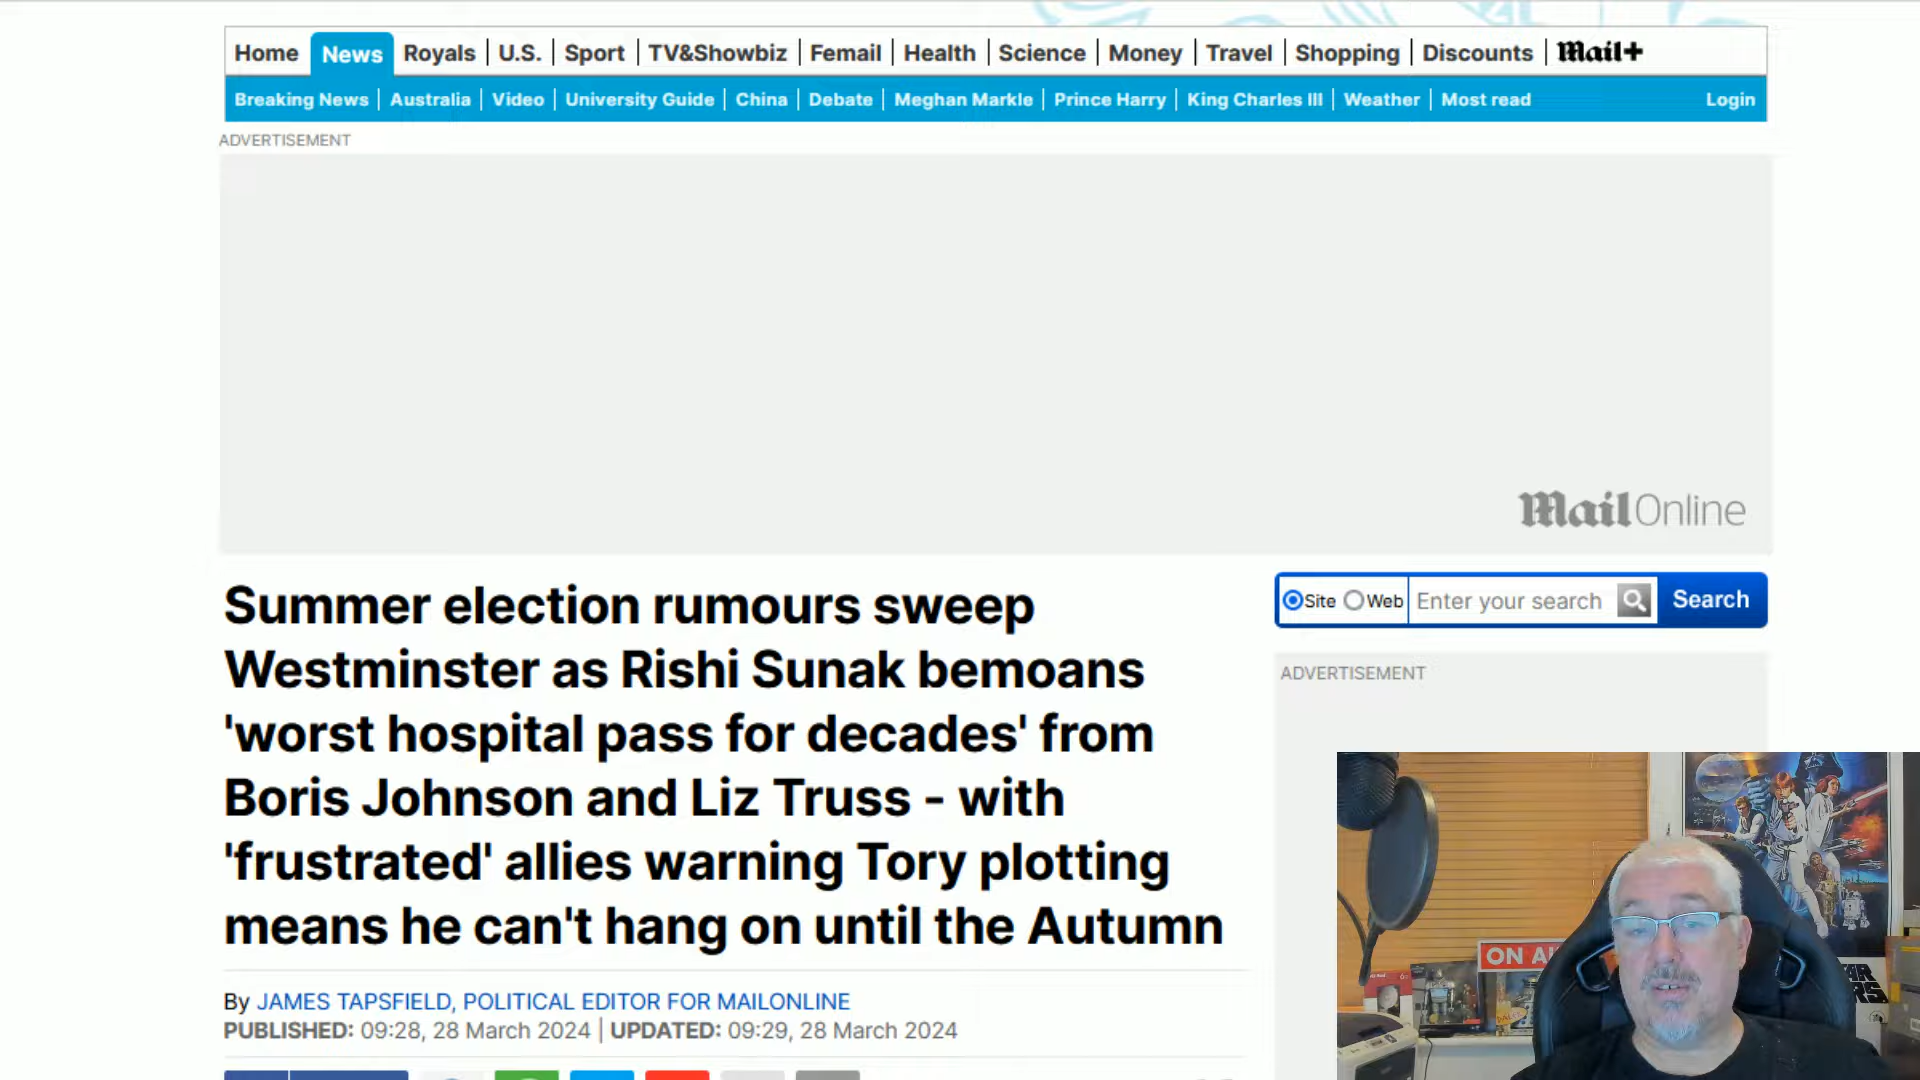 Home News Royals U.S. Sport TV&Showbiz Femail Health Science Money Travel Shopping Discounts Mail+
Breaking News Australia Video University Guide China Debate Meghan Markle Prince Harry King Charles III Weather Most read Login
ADVERTISEMENT
Mail Online
Summer election rumours sweep
Westminster as Rishi Sunak bemoans
'worst hospital pass for decades' from
Boris Johnson and Liz Truss - with
'frustrated' allies warning Tory plotting
means he can't hang on until the Autumn
By JAMES TAPSFIELD, POLITICAL EDITOR FOR MAILONLINE
PUBLISHED: 09:28, 28 March 2024 | UPDATED: 09:29, 28 March 2024
Site Web Enter your search Search
ADVERTISEMENT
ON AI